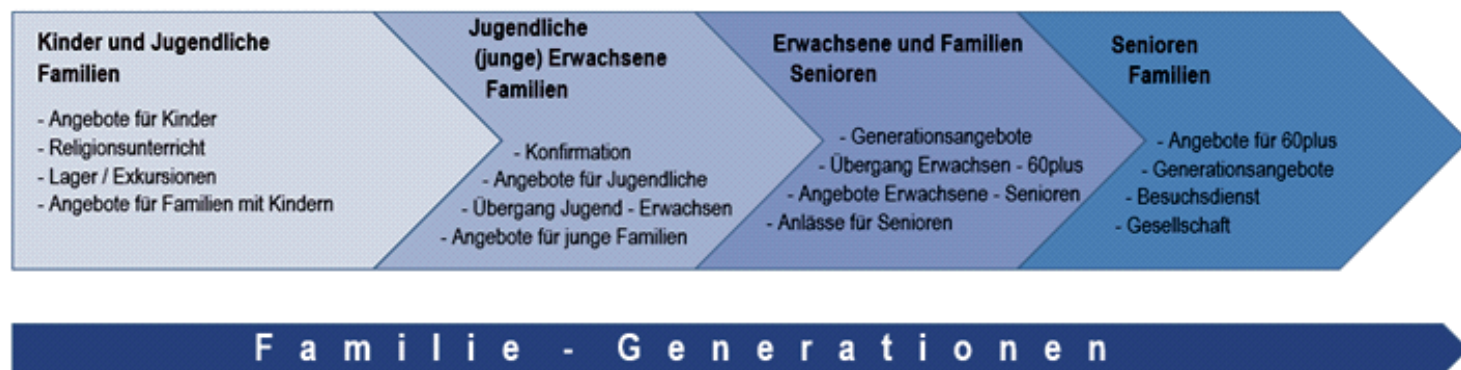 Kinder und Jugendliche
Familien
- Angebote für Kinder
- Religionsunterricht
- Lager / Exkursionen
- Angebote für Familien mit Kindern
Jugendliche
(junge) Erwachsene
Familien
- Konfirmation
- Angebote für Jugendliche
- Übergang Jugend - Erwachsen
- Angebote für junge Familien
Erwachsene und Familien
Senioren
- Generationsangebote
- Übergang Erwachsen - 60plus
- Angebote Erwachsene - Senioren
- Anlässe für Senioren
Senioren
Familien
- Angebote für 60plus
- Generationsangebote
- Besuchsdienst
- Gesellschaft
Familie - Generationen